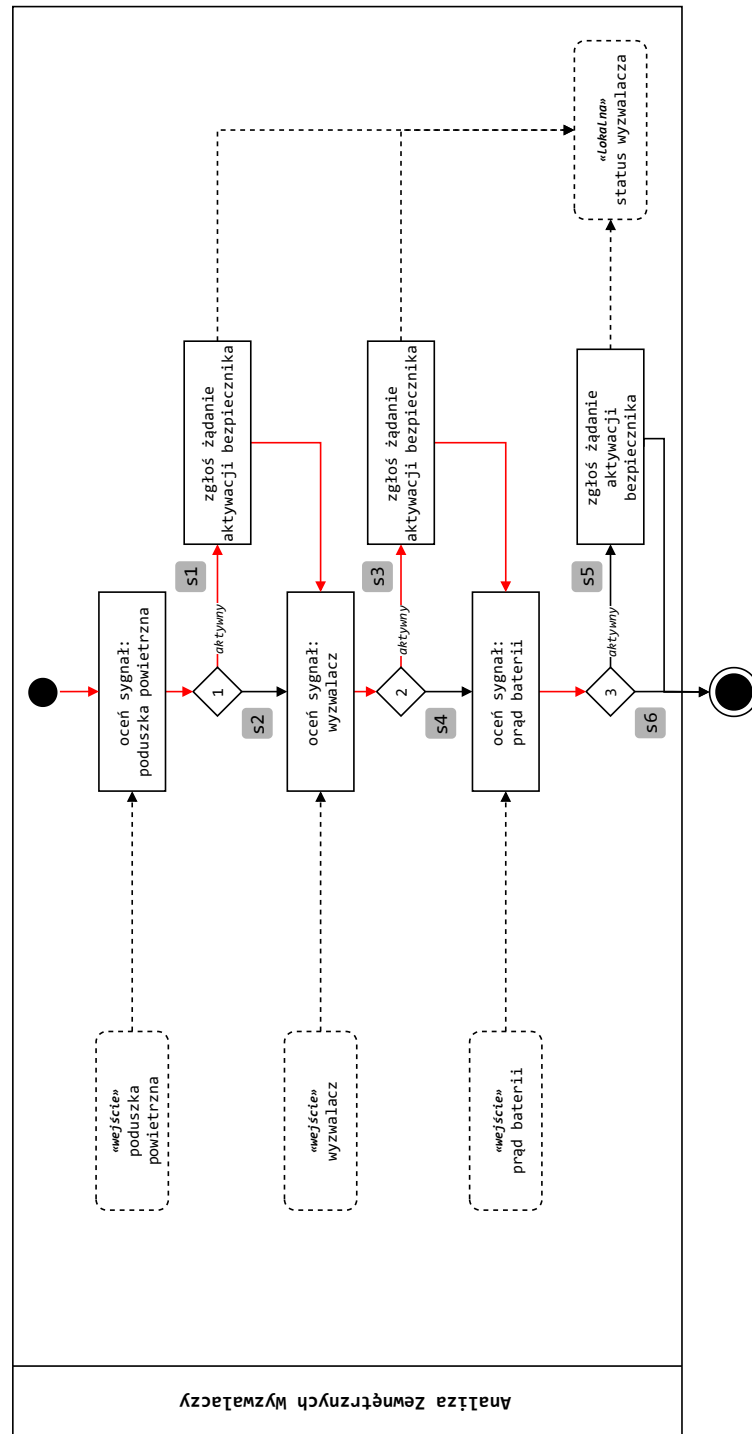 Analiza Zewnętrznych Wyzwalaczy
«wejście»
poduszka
powietrzna
oceń sygnał:
poduszka powietrzna
1
aktywny
s1
zgłoś żądanie
aktywacji bezpiecznika
s2
«wejście»
wyzwalacz
oceń sygnał:
wyzwalacz
2
aktywny
s3
zgłoś żądanie
aktywacji bezpiecznika
s4
«wejście»
prąd baterii
oceń sygnał:
prąd baterii
3
aktywny
s5
zgłoś żądanie
aktywacji
bezpiecznika
s6
«lokalna»
status wyzwalacza